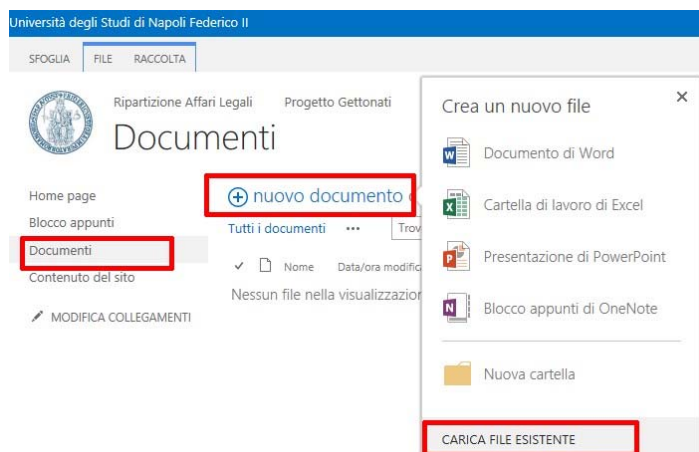 Università degli Studi di Napoli Federico II
SFOGLIA FILE RACCOLTA
Ripartizione Affari Legali Progetto Gettonati
Documenti
Home page
Blocco appunti
Documenti
Contenuto del sito
MODIFICA COLLEGAMENTI
nuovo documento
Tutti i documenti ... Trov
Nome Data/ora modific
Nessun file nella visualizzazion
Crea un nuovo file
Documento di Word
Cartella di lavoro di Excel
Presentazione di PowerPoint
Blocco appunti di OneNote
Nuova cartella
CARICA FILE ESISTENTE